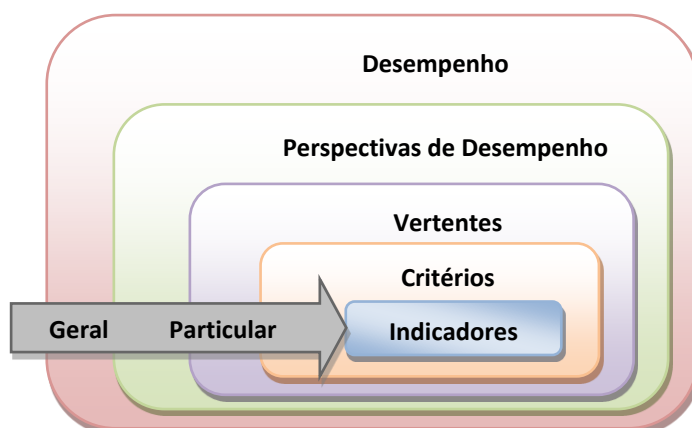 Desempenho
Perspectivas de Desempenho
Vertentes
Critérios
Geral Particular Indicadores